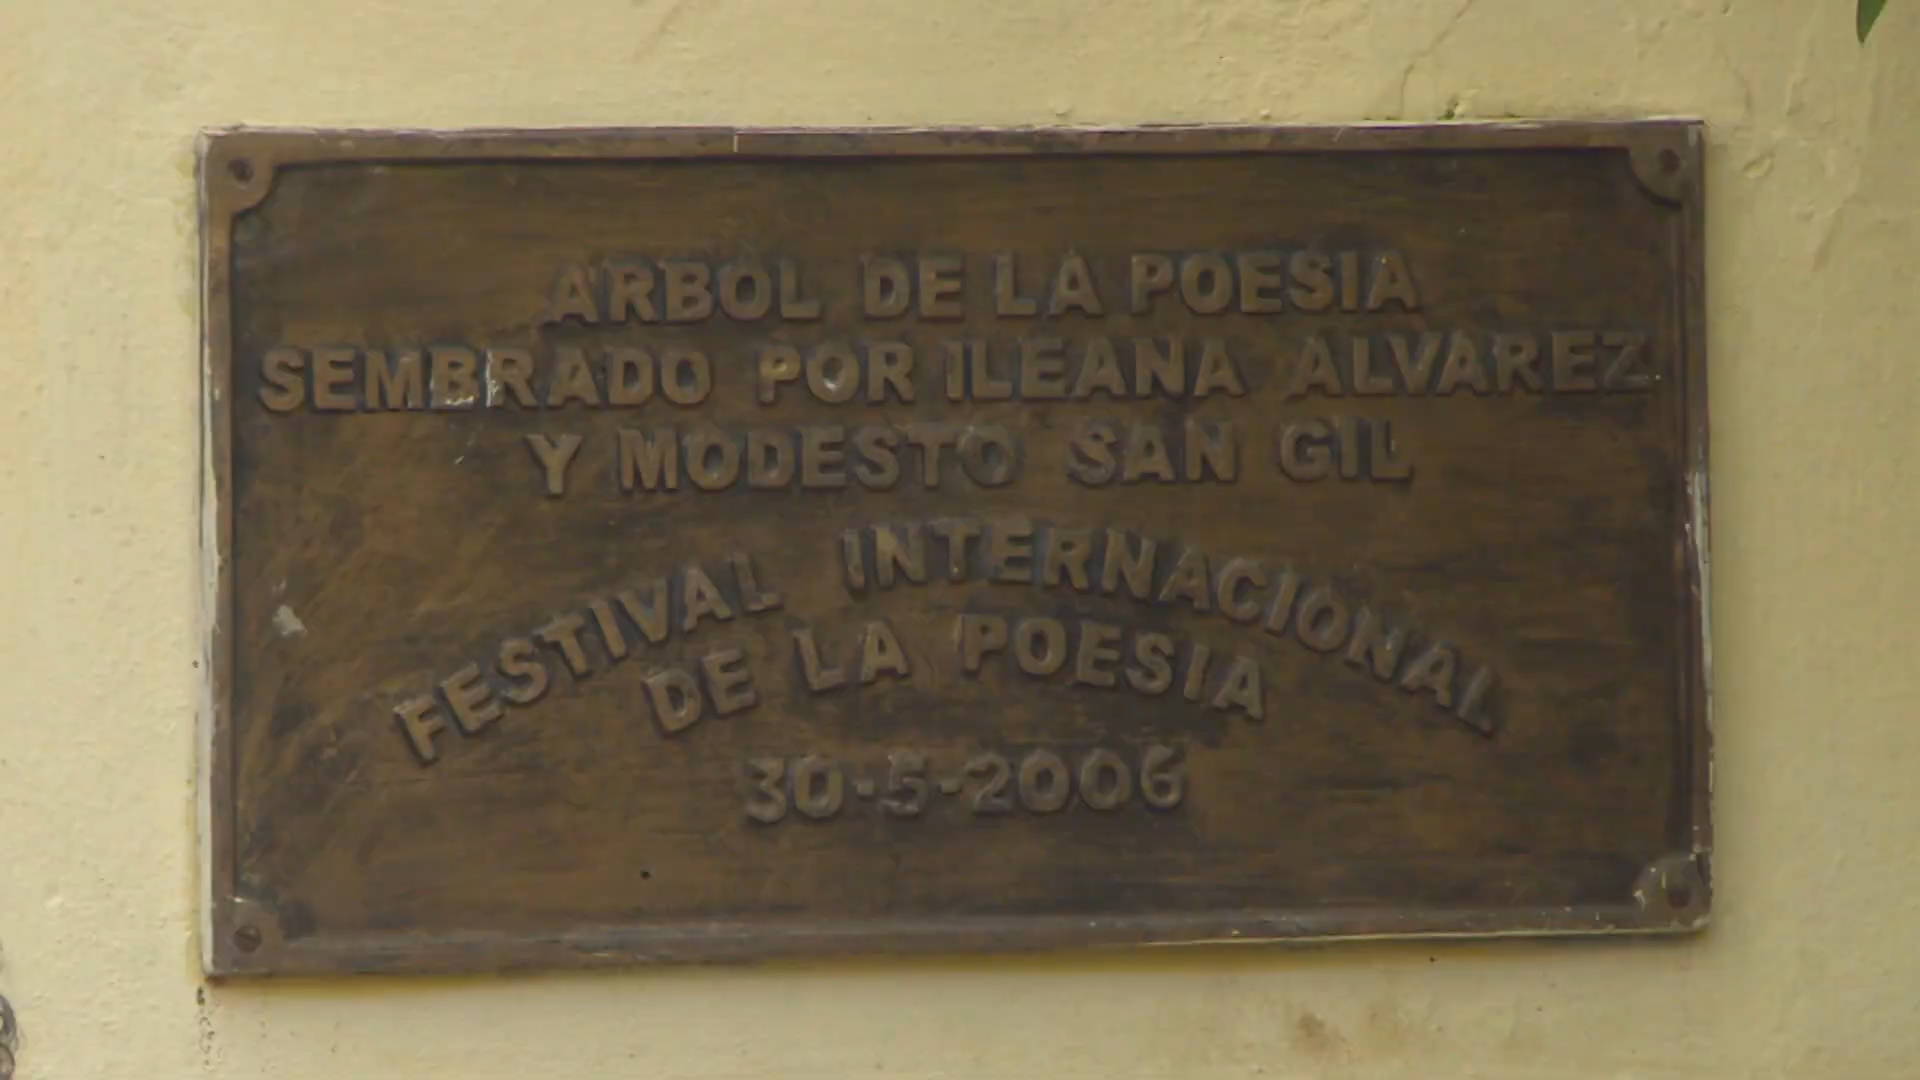 ARBOL DE LA POESIA
SEMBRADO POR ILEANA ALVAREZ
Y MODESTO SAN GIL
FESTIVAL INTERNACIONAL
DE LA POESIA
30-5-2006